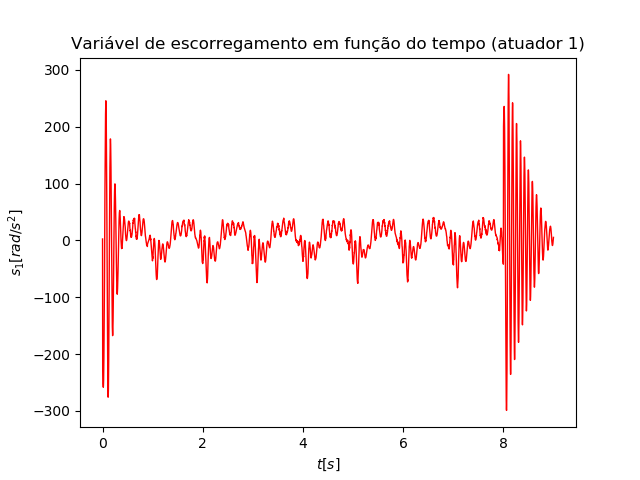 Variável de escorregamento em função do tempo (atuador 1)
300
200
100
0
−100
−200
−300
s₁[rad/s²]
0 2 4 6 8
t[s]